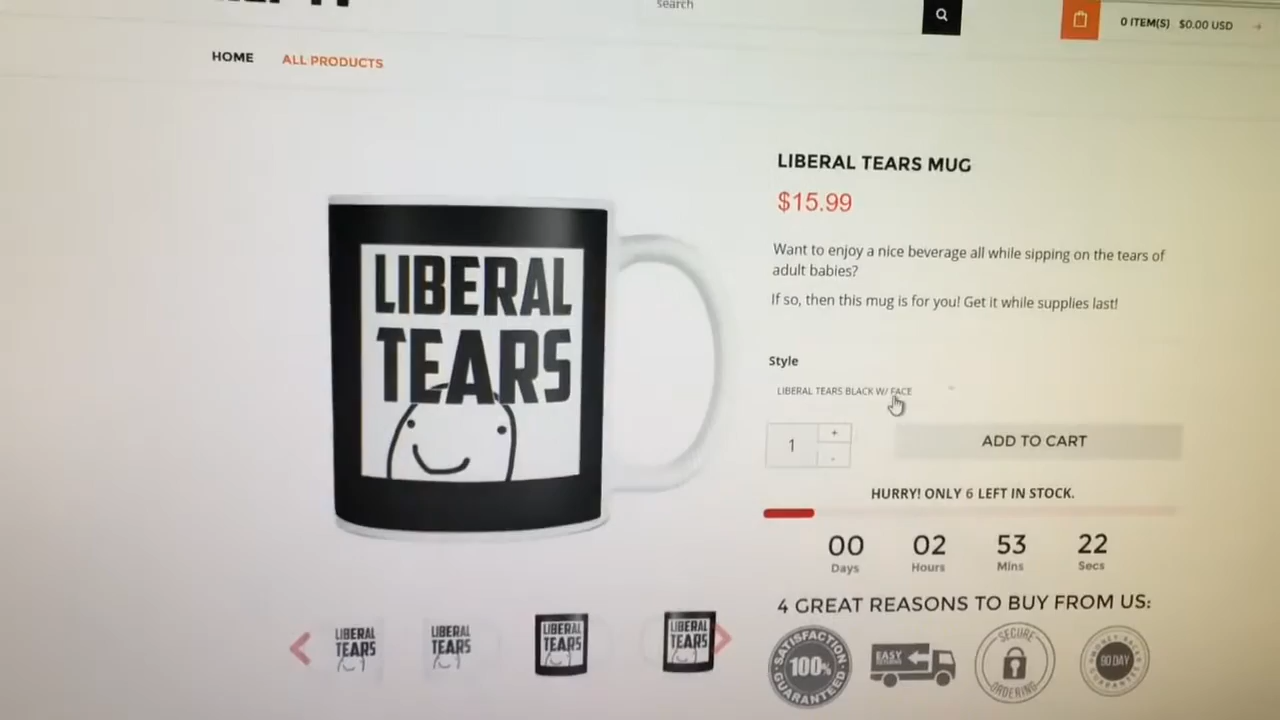 search
0 ITEM(S) $0.00 USD
HOME
ALL PRODUCTS
LIBERAL TEARS MUG
$15.99
Want to enjoy a nice beverage all while sipping on the tears of
adult babies?
If so, then this mug is for you! Get it while supplies last!
Style
LIBERAL TEARS BLACK W/ FACE
1
+
-
ADD TO CART
HURRY! ONLY 6 LEFT IN STOCK.
00 02 53 22
Days Hours Mins Secs
4 GREAT REASONS TO BUY FROM US:
SATISFACTION
100%
GUARANTEED
EASY
SECURE
ORDERING
90 DAY
LIBERAL
TEARS
LIBERAL
TEARS
LIBERAL
TEARS
LIBERAL
TEARS
LIBERAL
TEARS